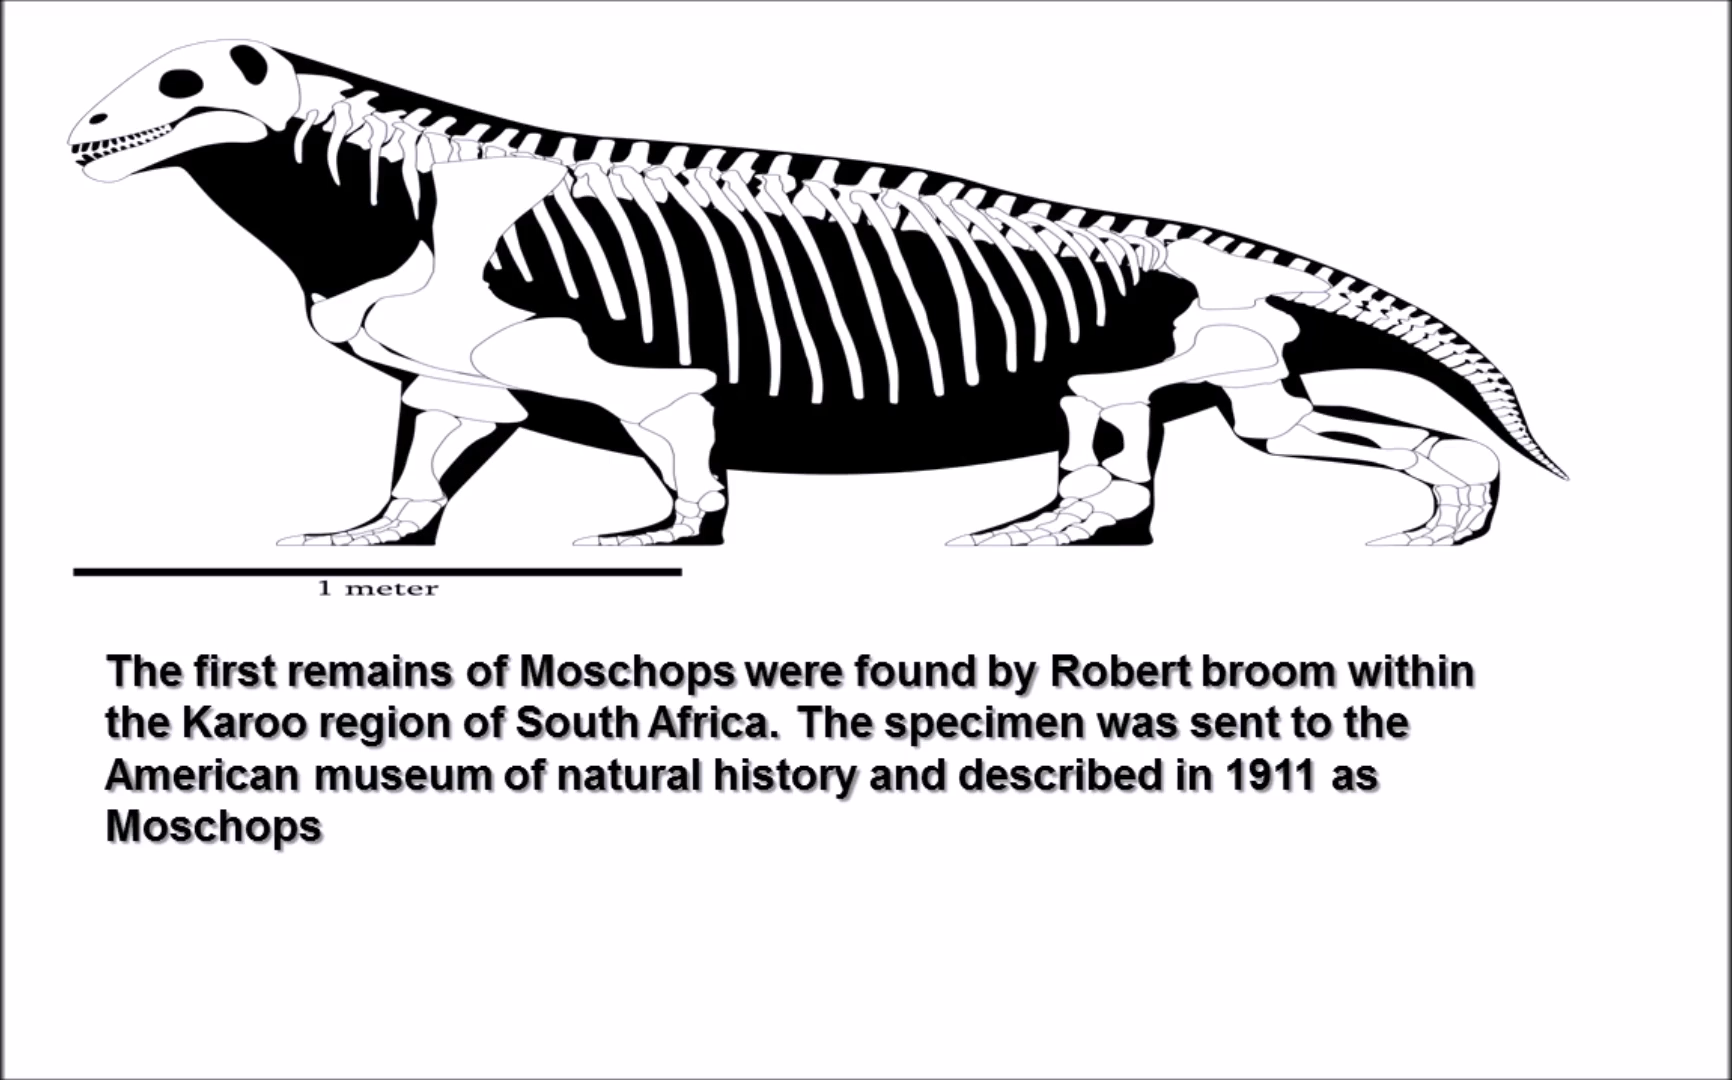 1 meter
The first remains of Moschops were found by Robert broom within
the Karoo region of South Africa. The specimen was sent to the
American museum of natural history and described in 1911 as
Moschops